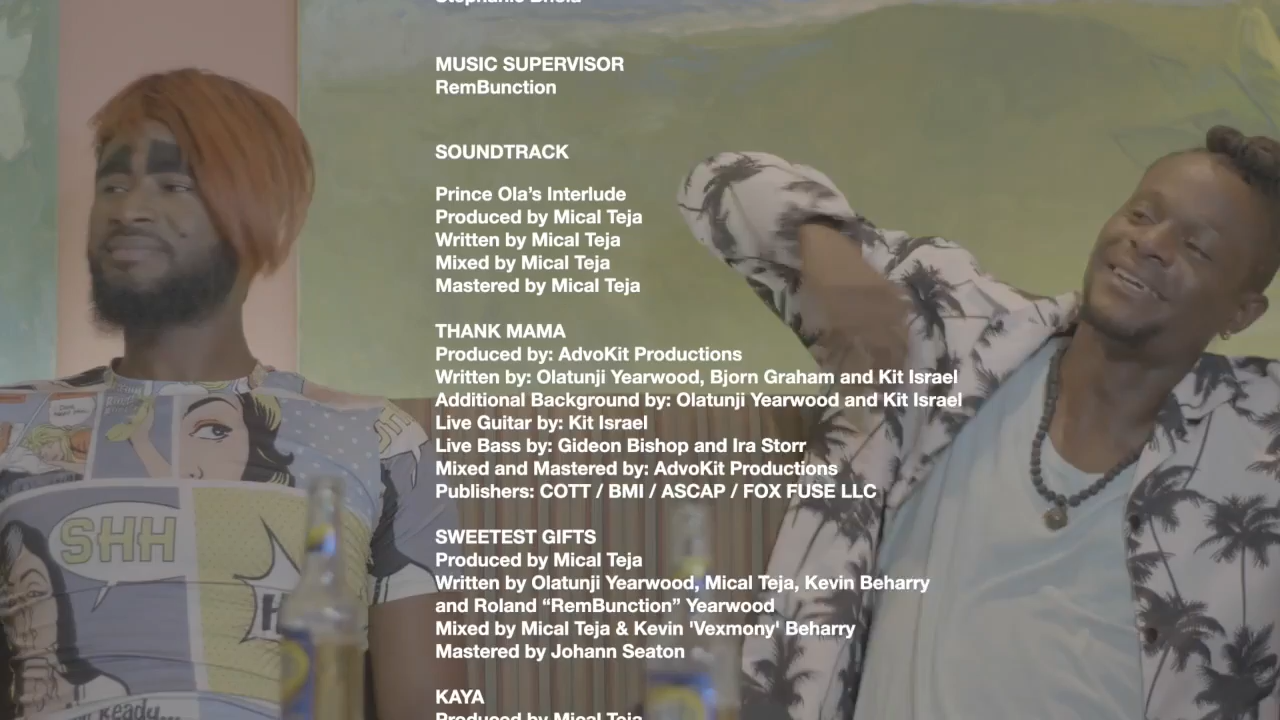 MUSIC SUPERVISOR
RemBunction
SOUNDTRACK
Prince Ola’s Interlude
Produced by Mical Teja
Written by Mical Teja
Mixed by Mical Teja
Mastered by Mical Teja
THANK MAMA
Produced by: AdvoKit Productions
Written by: Olatunji Yearwood, Bjorn Graham and Kit Israel
Additional Background by: Olatunji Yearwood and Kit Israel
Live Guitar by: Kit Israel
Live Bass by: Gideon Bishop and Ira Storr
Mixed and Mastered by: AdvoKit Productions
Publishers: COTT / BMI / ASCAP / FOX FUSE LLC
SWEETEST GIFTS
Produced by Mical Teja
Written by Olatunji Yearwood, Mical Teja, Kevin Beharry
and Roland “RemBunction” Yearwood
Mixed by Mical Teja & Kevin 'Vexmony' Beharry
Mastered by Johann Seaton
KAYA
Produced by Mical Teja
SHH
Ready...